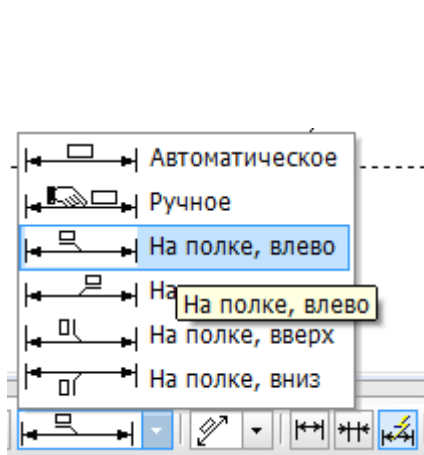 Автоматическое
Ручное
На полке, влево
На
На полке, влево
На полке, вверх
На полке, вниз